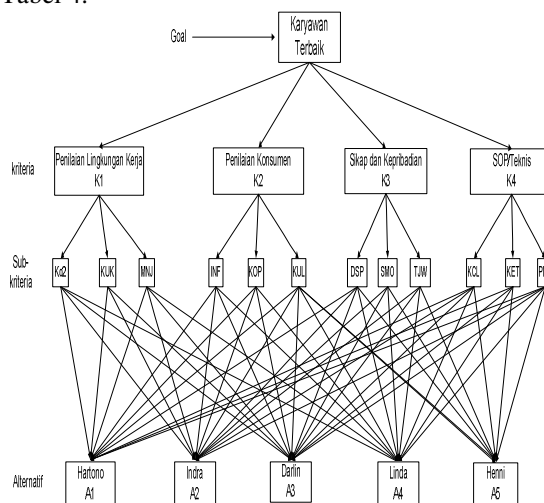 Tabel 4.
Goal
Karyawan
Terbaik
kriteria
Penilaian Lingkungan Kerja
K1
Penilaian Konsumen
K2
Sikap dan Kepribadian
K3
SOP/Teknis
K4
Sub-
kriteria
KUK
MNJ
INF
KOP
KUL
DSP
SMO
TJW
KCL
KET
Alternatif
Hartono
A1
Indra
A2
Darlin
A3
Linda
A4
Henni
A5